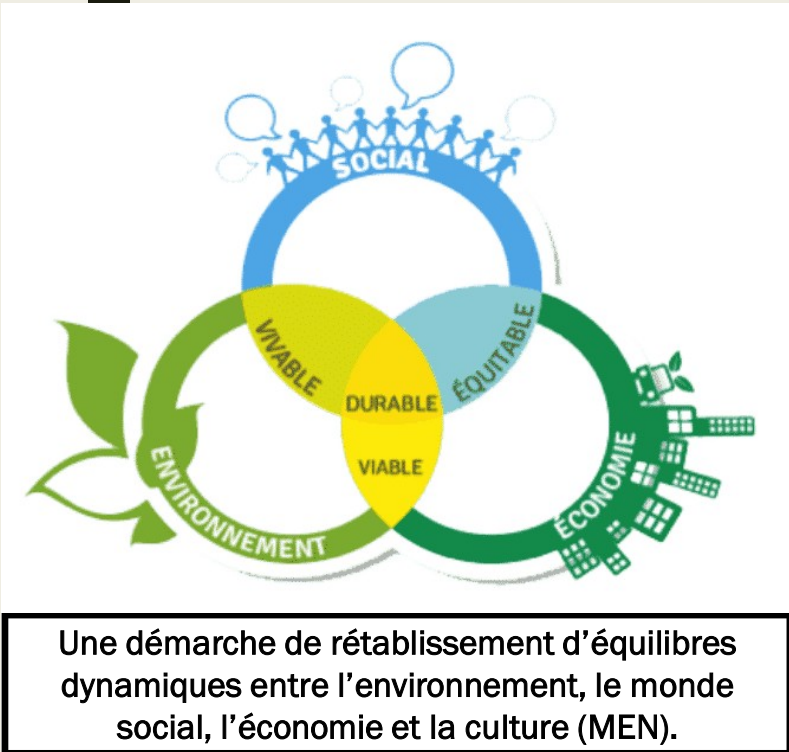 SOCIAL
VIVABLE
ÉQUITABLE
DURABLE
VIABLE
ENVIRONNEMENT
ÉCONOMIE
Une démarche de rétablissement d’équilibres
dynamiques entre l’environnement, le monde
social, l’économie et la culture (MEN).